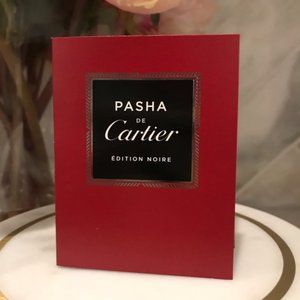 PASHA
DE
Cartier
ÉDITION NOIRE